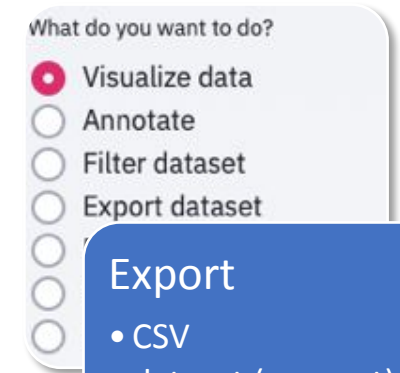 What do you want to do?
Visualize data
Annotate
Filter dataset
Export dataset
Export
• CSV